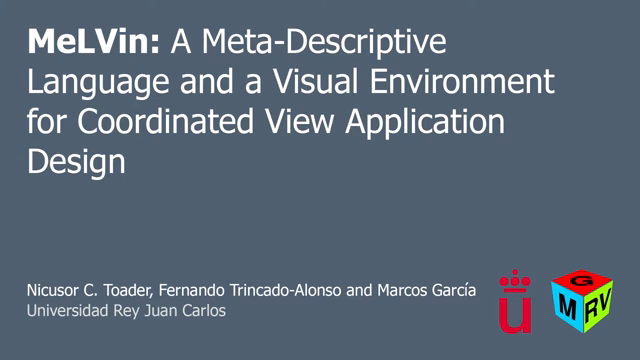 MeLVin: A Meta-Descriptive
Language and a Visual Environment
for Coordinated View Application
Design
Nicusor C. Toader, Fernando Trincado-Alonso and Marcos García
Universidad Rey Juan Carlos
G
M RV